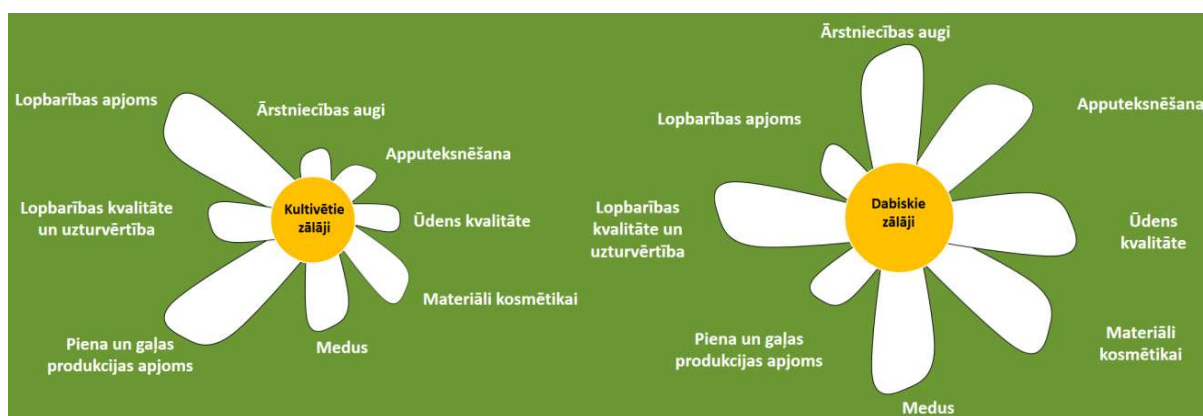 Lopbarības apjoms
Ārstniecības augi
Apputeksnēšana
Kultivētie
zālāji
Lopbarības kvalitāte
un uzturvērtība
Ūdens kvalitāte
Materiāli kosmētikai
Piena un gaļas
produkcijas apjoms
Medus
Ārstniecības augi
Lopbarības apjoms
Apputeksnēšana
Dabiskie
zālāji
Lopbarības
kvalitāte un
uzturvērtība
Ūdens
kvalitāte
Piena un gaļas
produkcijas apjoms
Materiāli
kosmētikai
Medus